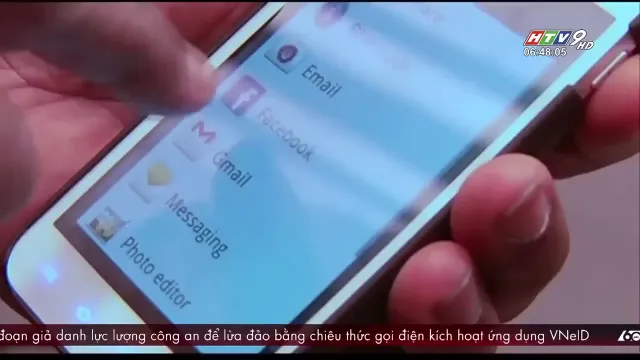 HTV9 HD
06:48:05
Email
Facebook
Gmail
Messaging
Photo editor
đoạn giả danh lực lượng công an để lừa đảo bằng chiêu thức gọi điện kích hoạt ứng dụng VNeID